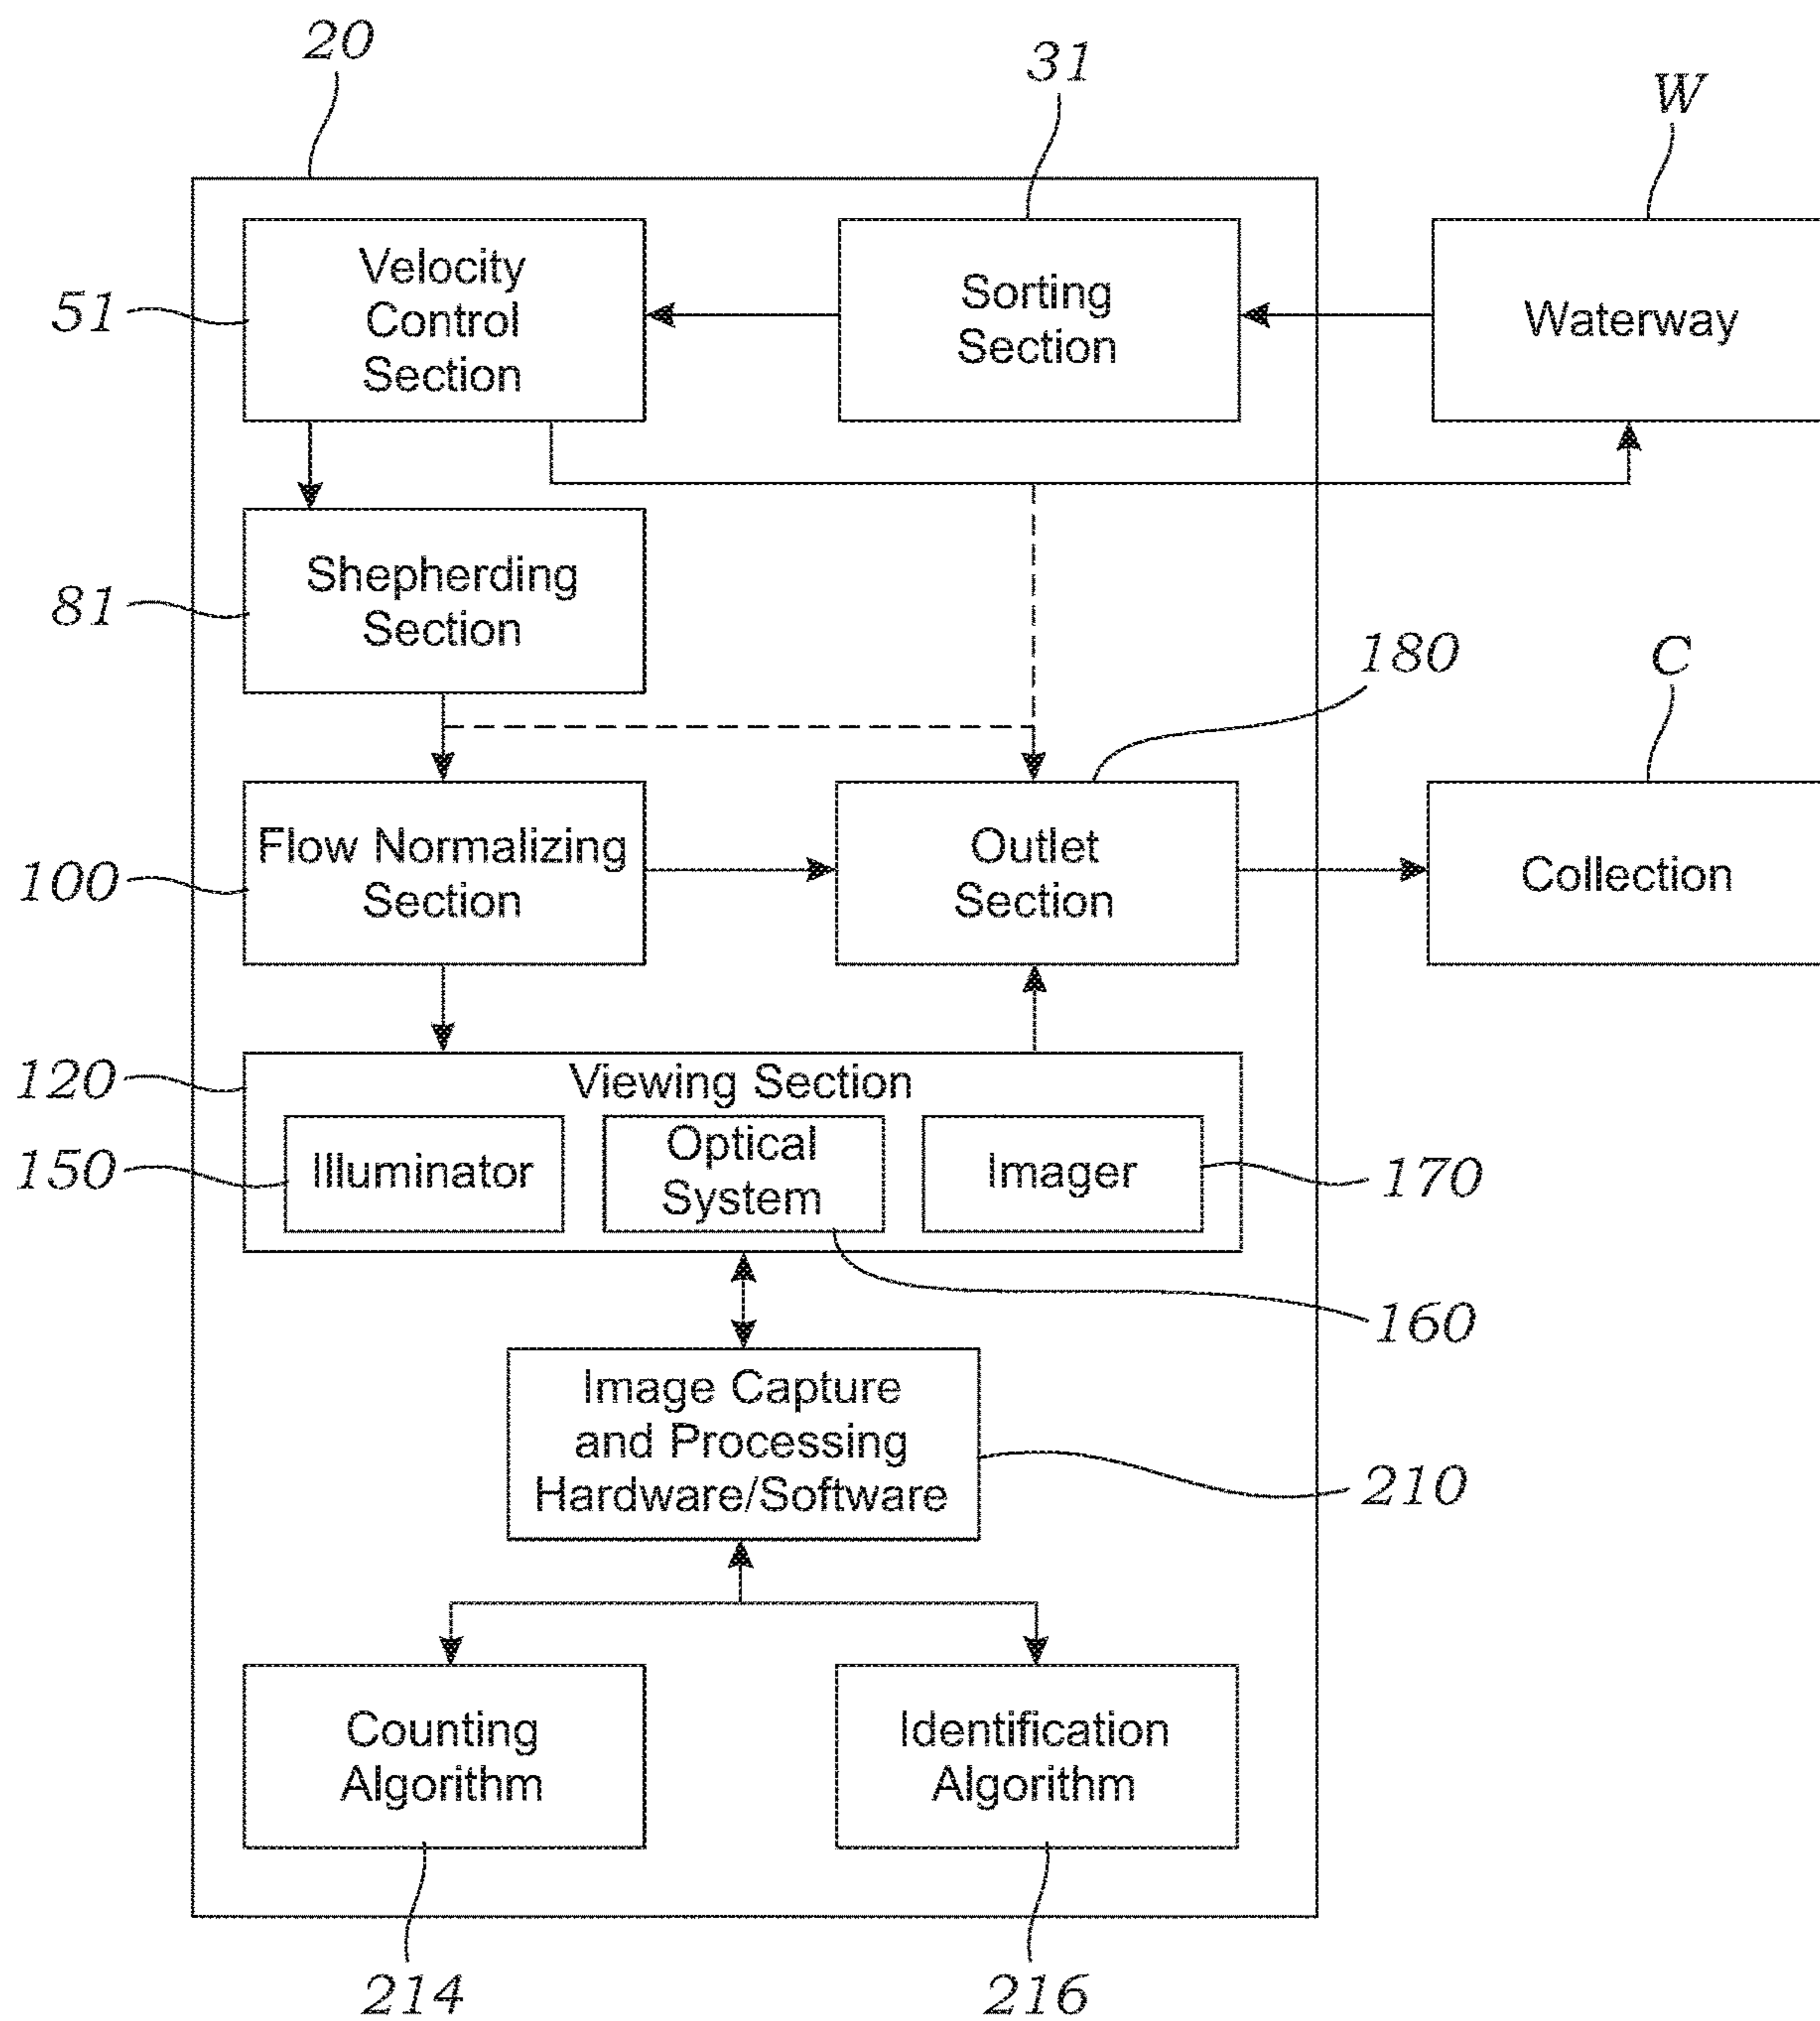 20
31
W
Velocity
Control
Section
Sorting
Section
Waterway
51
Shepherding
Section
81
180
C
Flow Normalizing
Section
Outlet
Section
Collection
100
120
Viewing Section
150
Illuminator
Optical
System
Imager
170
160
Image Capture
and Processing
Hardware/Software
210
Counting
Algorithm
Identification
Algorithm
214
216